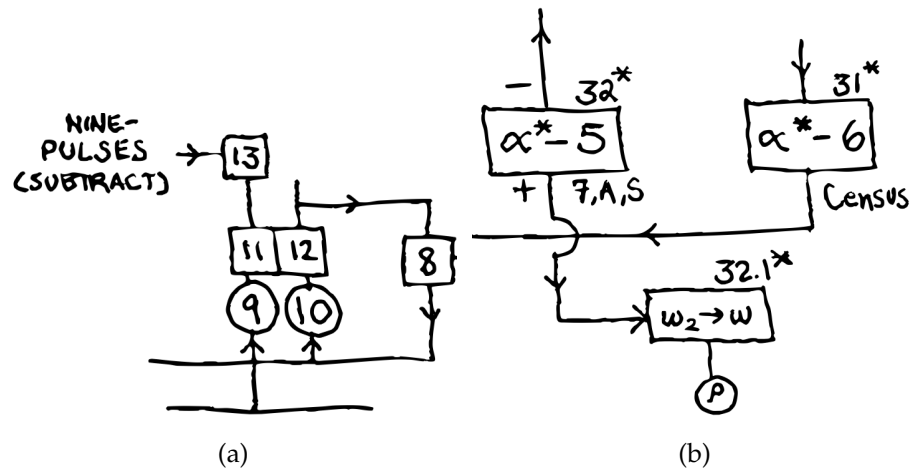 NINE-
PULSES
(SUBTRACT)
13
11
12
8
9
10
(a)
-
32*
α* - 5
+
7,A,S
31*
α* - 6
Census
32.1*
ω₂→ω
ρ
(b)